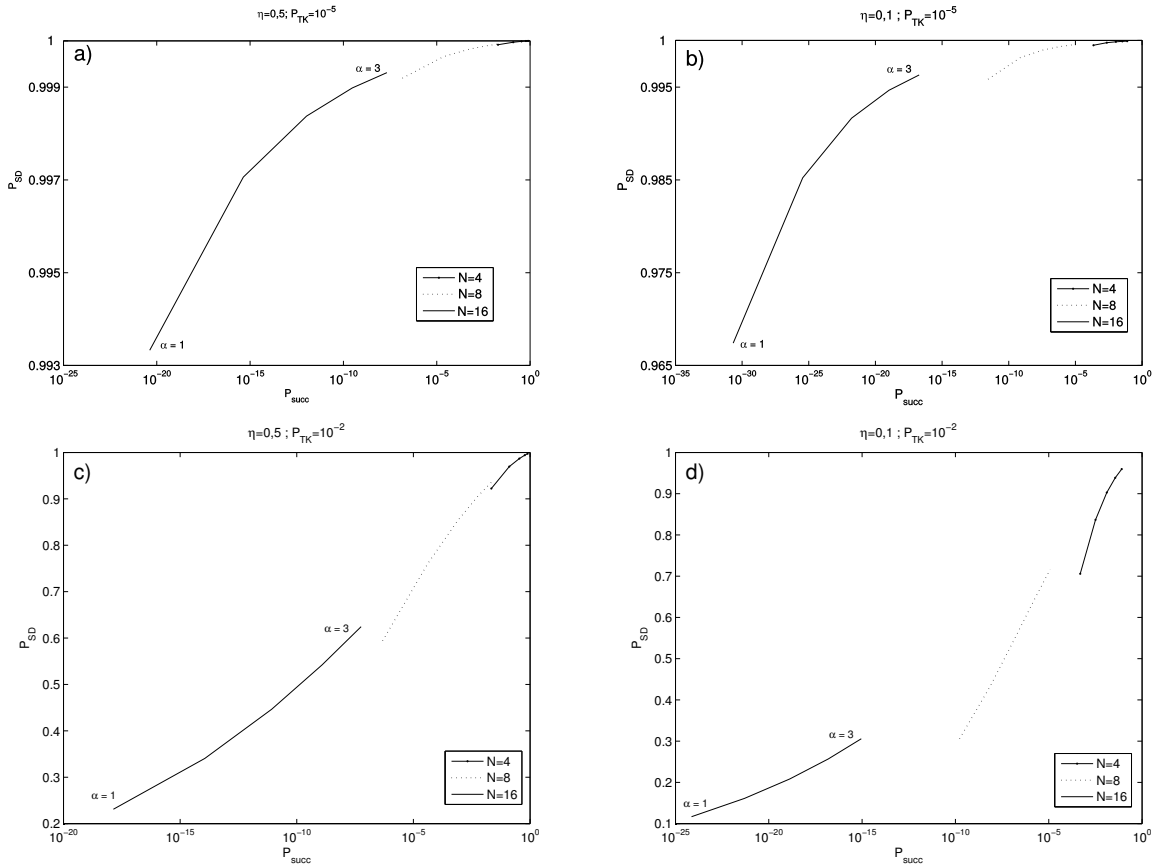 η=0,5; P_TK=10^-5
a)
1
0.999
0.997
0.995
0.993
P_SD
α = 3
α = 1
N=4
N=8
N=16
10^-25 10^-20 10^-15 10^-10 10^-5 10^0
P_succ
η=0,1 ; P_TK=10^-5
b)
1
0.995
0.985
0.975
0.965
P_SD
α = 3
α = 1
N=4
N=8
N=16
10^-35 10^-30 10^-25 10^-20 10^-15 10^-10 10^-5 10^0
P_succ
η=0,5 ; P_TK=10^-2
c)
1
0.9
0.8
0.7
0.6
0.5
0.4
0.3
0.2
P_SD
α = 3
α = 1
N=4
N=8
N=16
10^-20 10^-15 10^-10 10^-5 10^0
P_succ
η=0,1 ; P_TK=10^-2
d)
1
0.9
0.8
0.7
0.6
0.5
0.4
0.3
0.2
0.1
P_SD
α = 3
α = 1
N=4
N=8
N=16
10^-25 10^-20 10^-15 10^-10 10^-5 10^0
P_succ